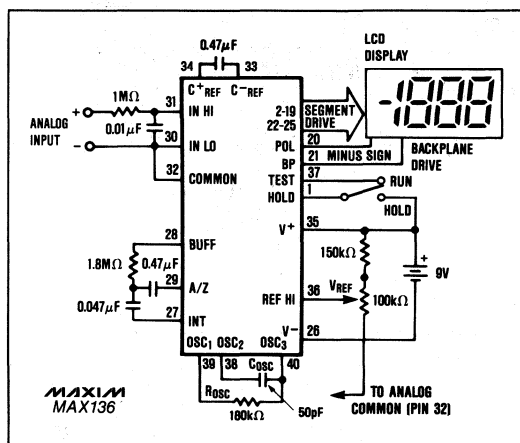 0.47µF
34
33
C+REF
C-REF
LCD
DISPLAY
-1888
1MΩ
31
IN HI
+
ANALOG
INPUT
-
0.01µF
30
IN LO
32
COMMON
2-19
22-25
SEGMENT
DRIVE
POL
20
MINUS SIGN
BP
21
BACKPLANE
DRIVE
TEST
37
RUN
HOLD
1
HOLD
V+
35
28
BUFF
1.8MΩ
0.47µF
29
A/Z
0.047µF
27
INT
150kΩ
+
9V
REF HI
36
VREF
100kΩ
V-
26
OSC1
OSC2
OSC3
39
38
40
COSC
ROSC
50pF
180kΩ
TO ANALOG
COMMON (PIN 32)
MAXIM
MAX136